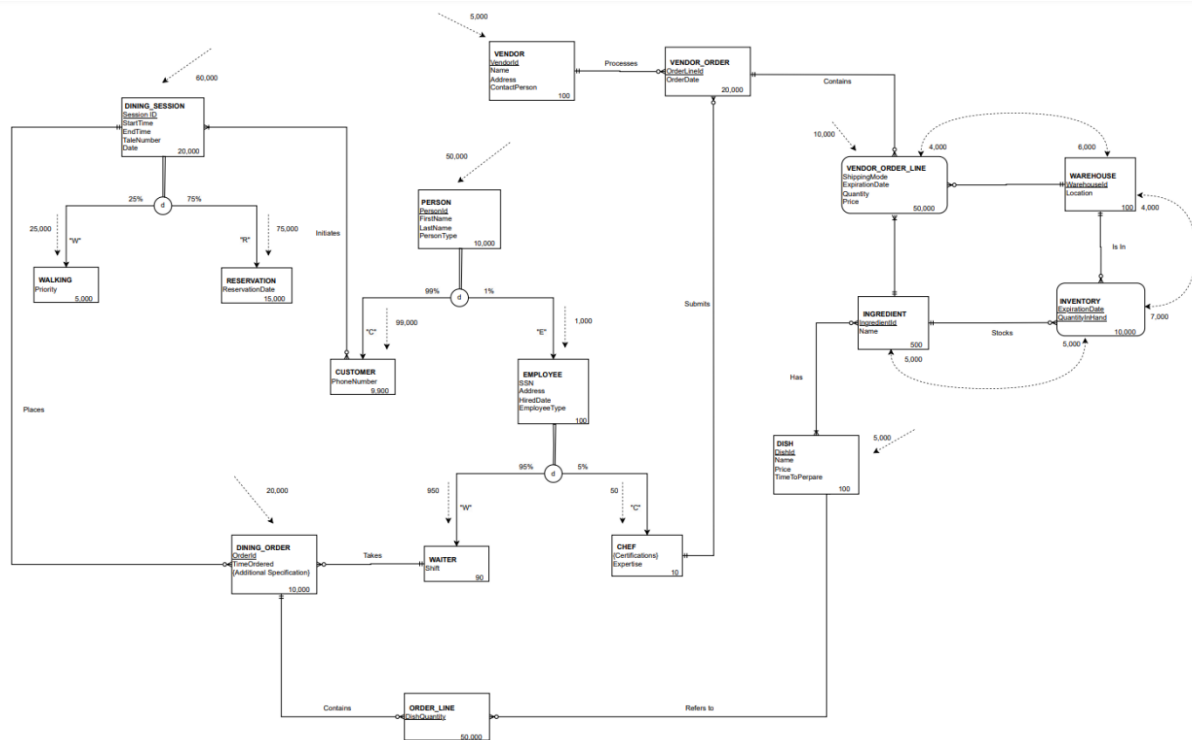 5,000
VENDOR
VendorId
Name
Address
ContactPerson
100
Processes
VENDOR_ORDER
OrderLineId
OrderDate
20,000
Contains
60,000
DINING_SESSION
Session ID
StartTime
EndTime
TaleNumber
Date
20,000
10,000
4,000
6,000
VENDOR_ORDER_LINE
ShippingMode
ExpirationDate
Quantity
Price
50,000
WAREHOUSE
WarehouseId
Location
100
4,000
50,000
PERSON
PersonId
FirstName
LastName
PersonType
10,000
25%
d
75%
25,000
"W"
"R"
75,000
Initiates
Is In
WALKING
Priority
5,000
RESERVATION
ReservationDate
15,000
99%
d
1%
Submits
INGREDIENT
IngredientId
Name
500
Stocks
INVENTORY
ExpirationDate
QuantityInHand
10,000
7,000
5,000
5,000
"C"
99,000
"E"
1,000
CUSTOMER
PhoneNumber
9,900
EMPLOYEE
SSN
Address
HiredDate
EmployeeType
100
Has
Places
DISH
DishId
Name
Price
TimeToPerpare
100
5,000
95%
d
5%
20,000
950
"W"
50
"C"
DINING_ORDER
OrderId
TimeOrdered
{Additional Specification}
10,000
Takes
WAITER
Shift
90
CHEF
{Certifications}
Expertise
10
Contains
ORDER_LINE
DishQuantity
50,000
Refers to